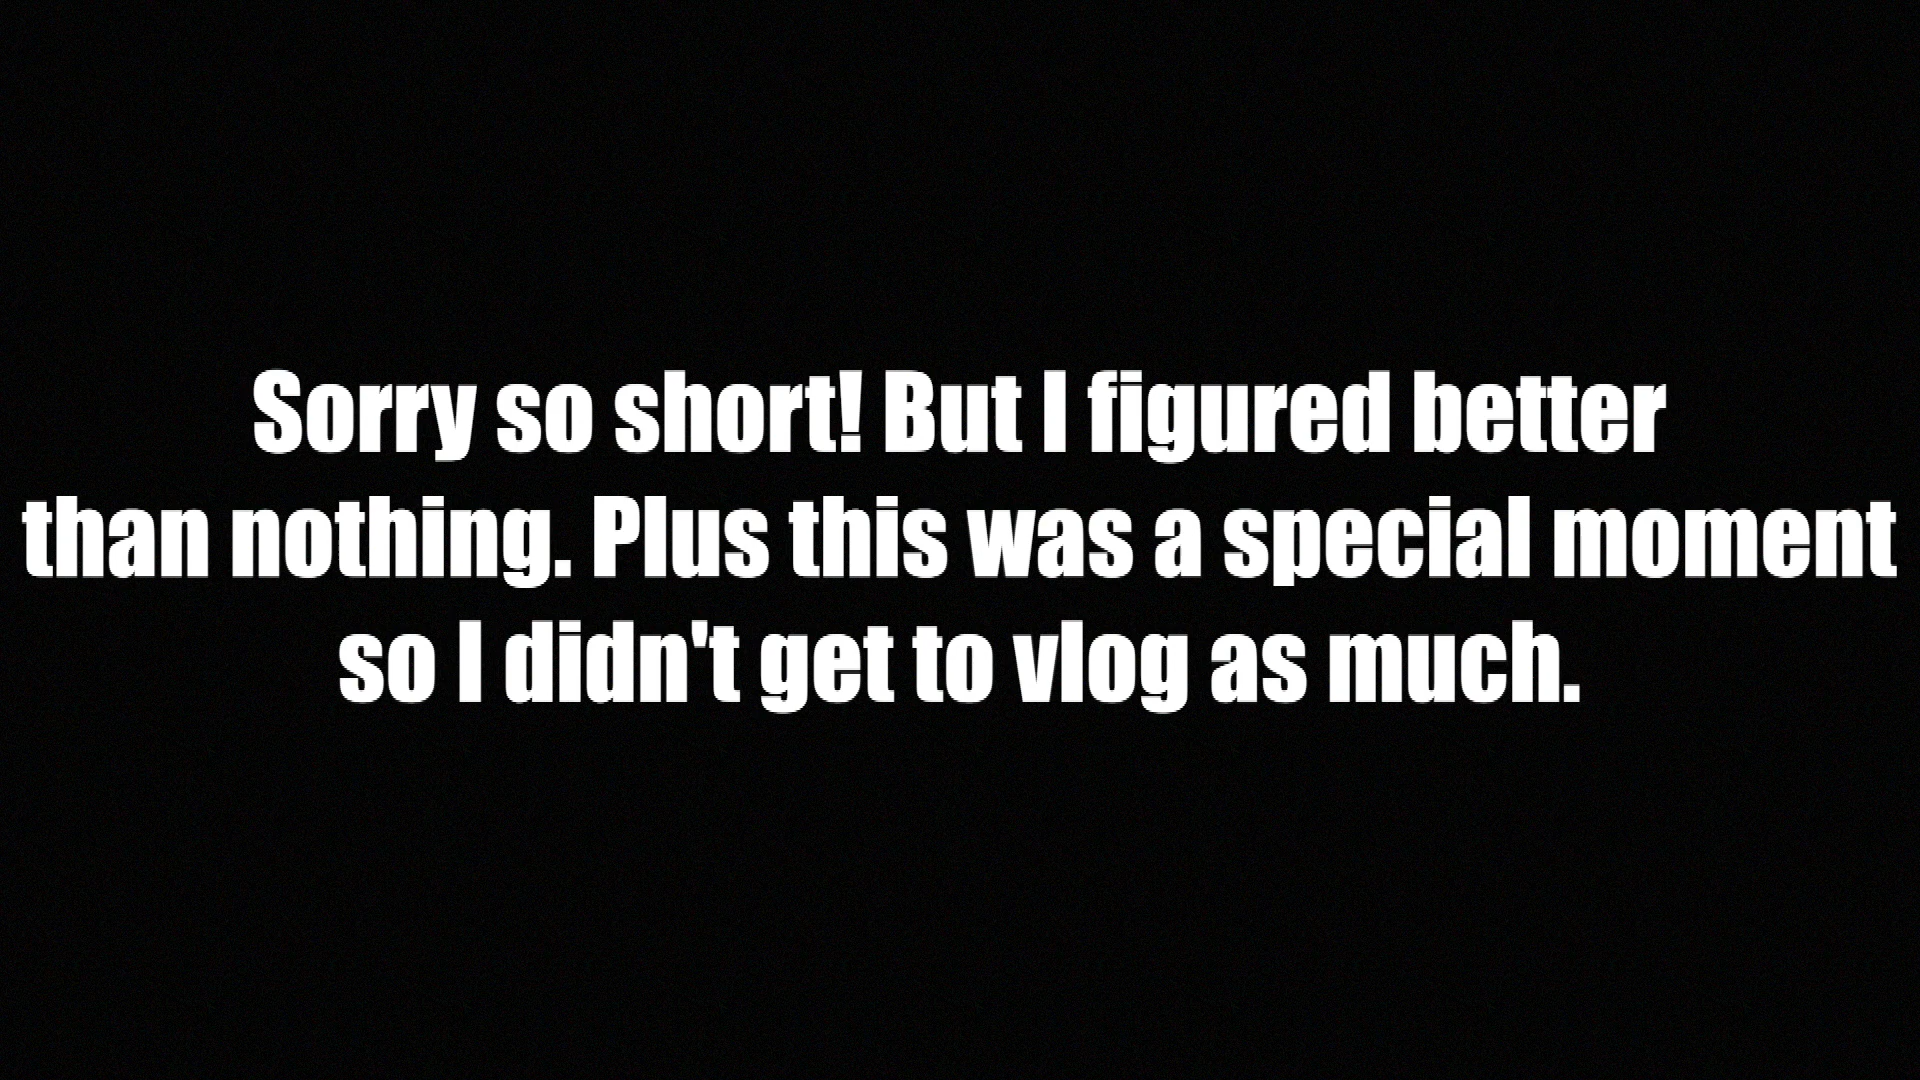 Sorry so short! But I figured better
than nothing. Plus this was a special moment
so I didn't get to vlog as much.